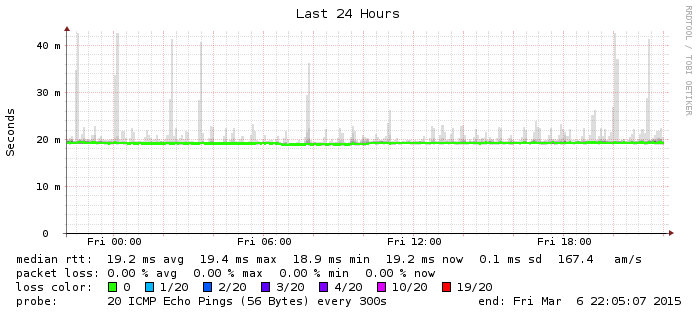 Last 24 Hours
RRDTOOL / TOBI OETIKER
Seconds
40 m
30 m
20 m
10 m
0
Fri 00:00 Fri 06:00 Fri 12:00 Fri 18:00
median rtt: 19.2 ms avg 19.4 ms max 18.9 ms min 19.2 ms now 0.1 ms sd 167.4 am/s
packet loss: 0.00 % avg 0.00 % max 0.00 % min 0.00 % now
loss color: 0 1/20 2/20 3/20 4/20 10/20 19/20
probe: 20 ICMP Echo Pings (56 Bytes) every 300s end: Fri Mar 6 22:05:07 2015